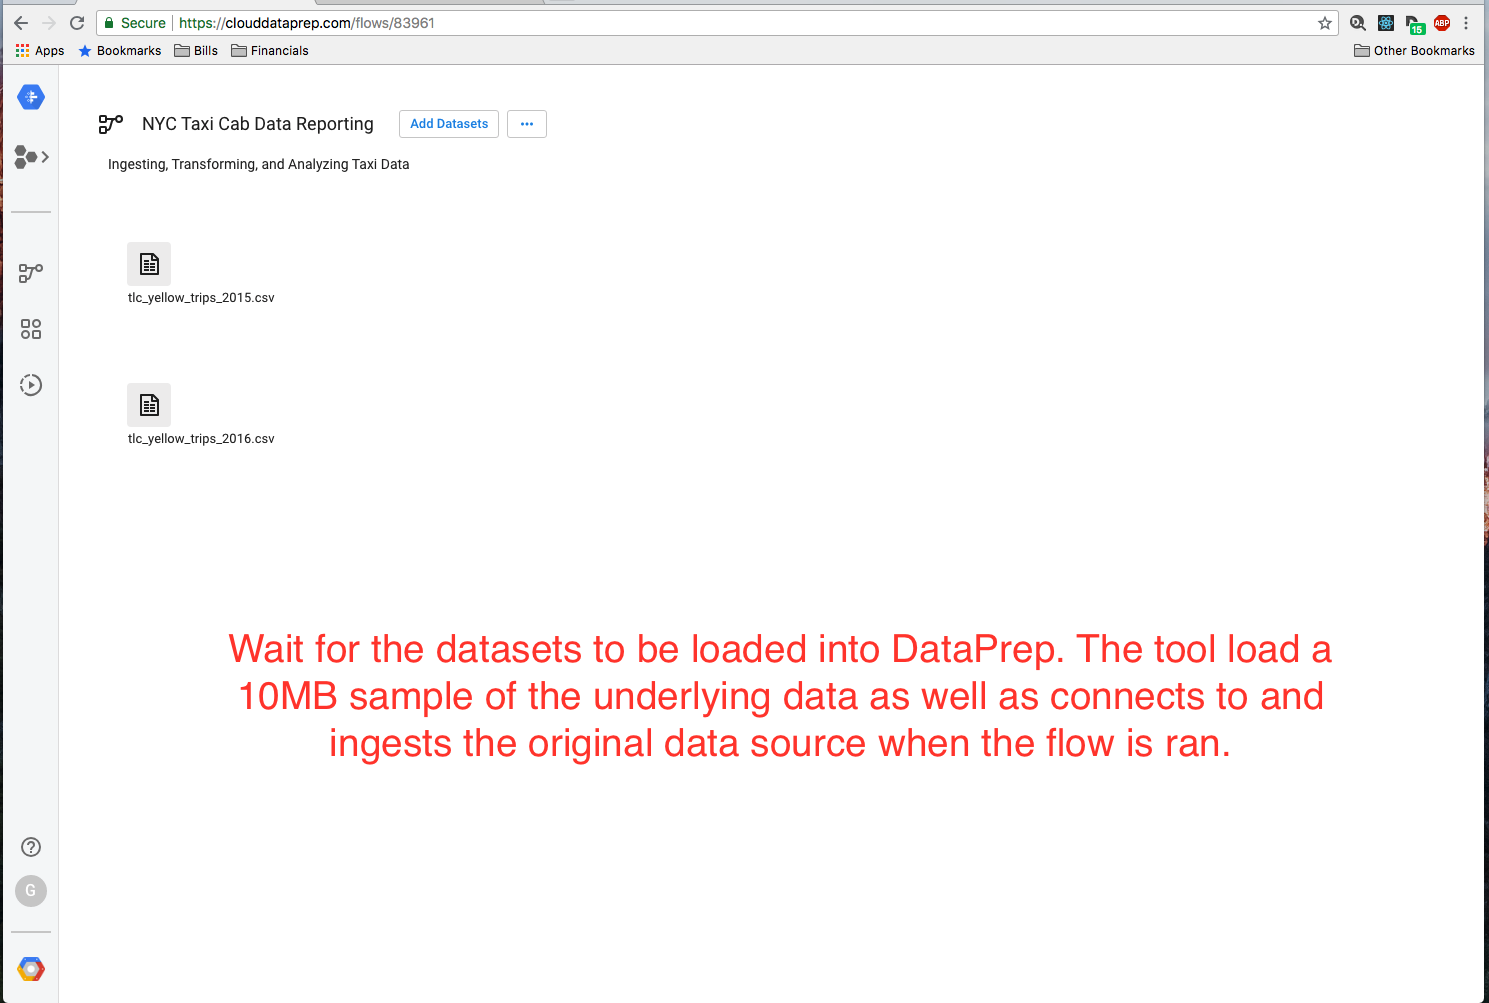 Secure https://clouddataprep.com/flows/83961
15 ABP
Apps Bookmarks Bills Financials Other Bookmarks
NYC Taxi Cab Data Reporting Add Datasets ...
Ingesting, Transforming, and Analyzing Taxi Data
tlc_yellow_trips_2015.csv
tlc_yellow_trips_2016.csv
Wait for the datasets to be loaded into DataPrep. The tool load a
10MB sample of the underlying data as well as connects to and
ingests the original data source when the flow is ran.
?
G